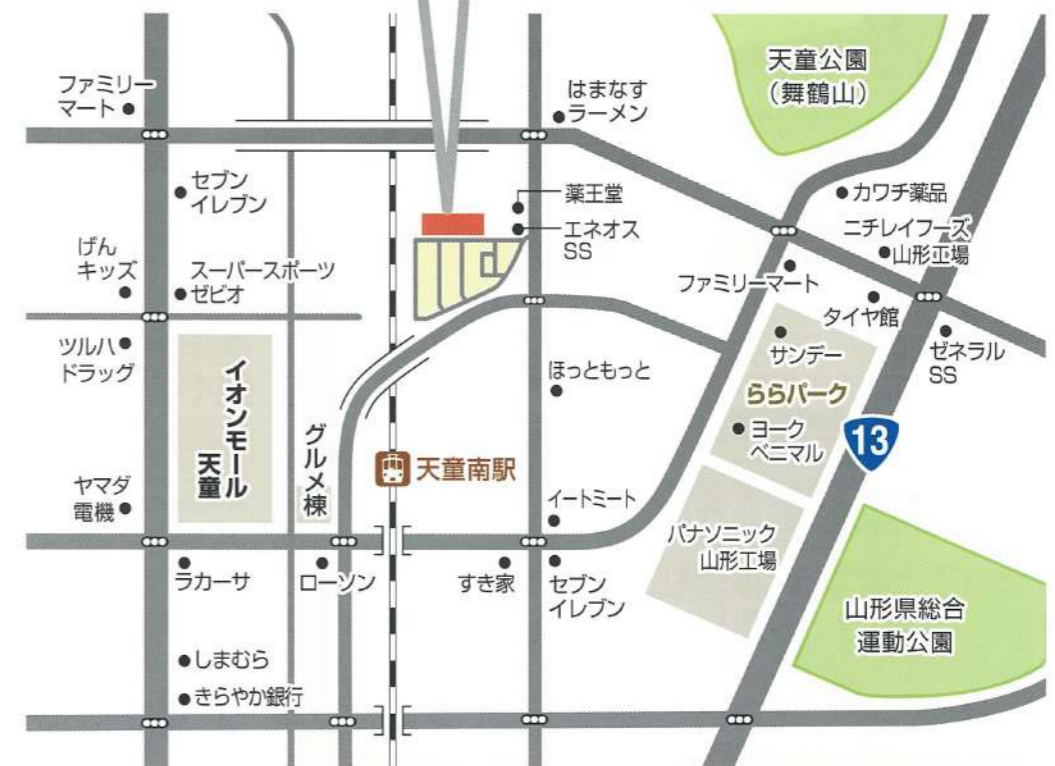 天童公園
（舞鶴山）
ファミリー
マート
はまなす
ラーメン
セブン
イレブン
薬王堂
カワチ薬品
エネオス
SS
ニチレイフーズ
山形工場
げん
キッズ
スーパースポーツ
ゼビオ
ファミリーマート
タイヤ館
ツルハ
ドラッグ
サンデー
ゼネラル
SS
イオンモール
天童
ほっともっと
ららパーク
ヨーク
ベニマル
13
グルメ棟
天童南駅
ヤマダ
電機
イートミート
パナソニック
山形工場
ラカーサ
ローソン
すき家
セブン
イレブン
山形県総合
運動公園
しまむら
きらやか銀行